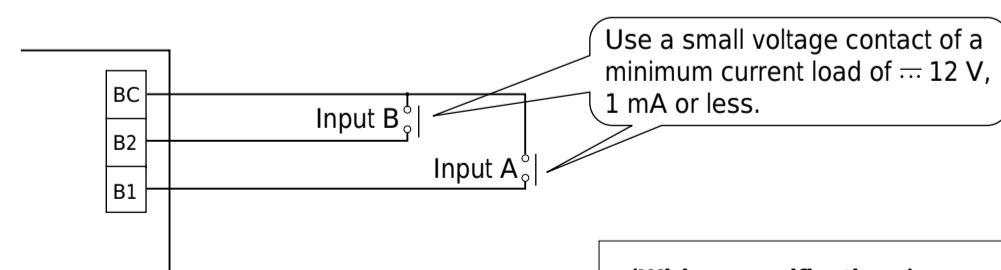 Use a small voltage contact of a
minimum current load of ⎓ 12 V,
1 mA or less.
BC
Input B
B2
Input A
B1